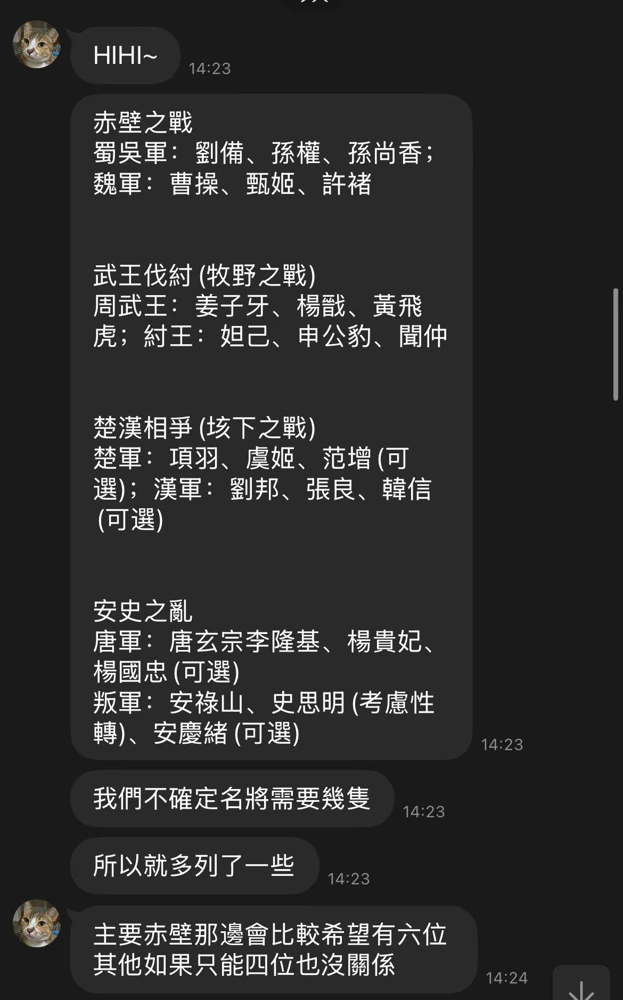 HIHI~
14:23
赤壁之戰
蜀吳軍：劉備、孫權、孫尚香；
魏軍：曹操、甄姬、許褚
武王伐紂(牧野之戰)
周武王：姜子牙、楊戩、黃飛
虎；紂王：妲己、申公豹、聞仲
楚漢相爭(垓下之戰)
楚軍：項羽、虞姬、范增(可
選)；漢軍：劉邦、張良、韓信
(可選)
安史之亂
唐軍：唐玄宗李隆基、楊貴妃、
楊國忠(可選)
叛軍：安祿山、史思明(考慮性
轉)、安慶緒(可選)
14:23
我們不確定名將需要幾隻
14:23
所以就多列了一些
14:23
主要赤壁那邊會比較希望有六位
其他如果只能四位也沒關係
14:24